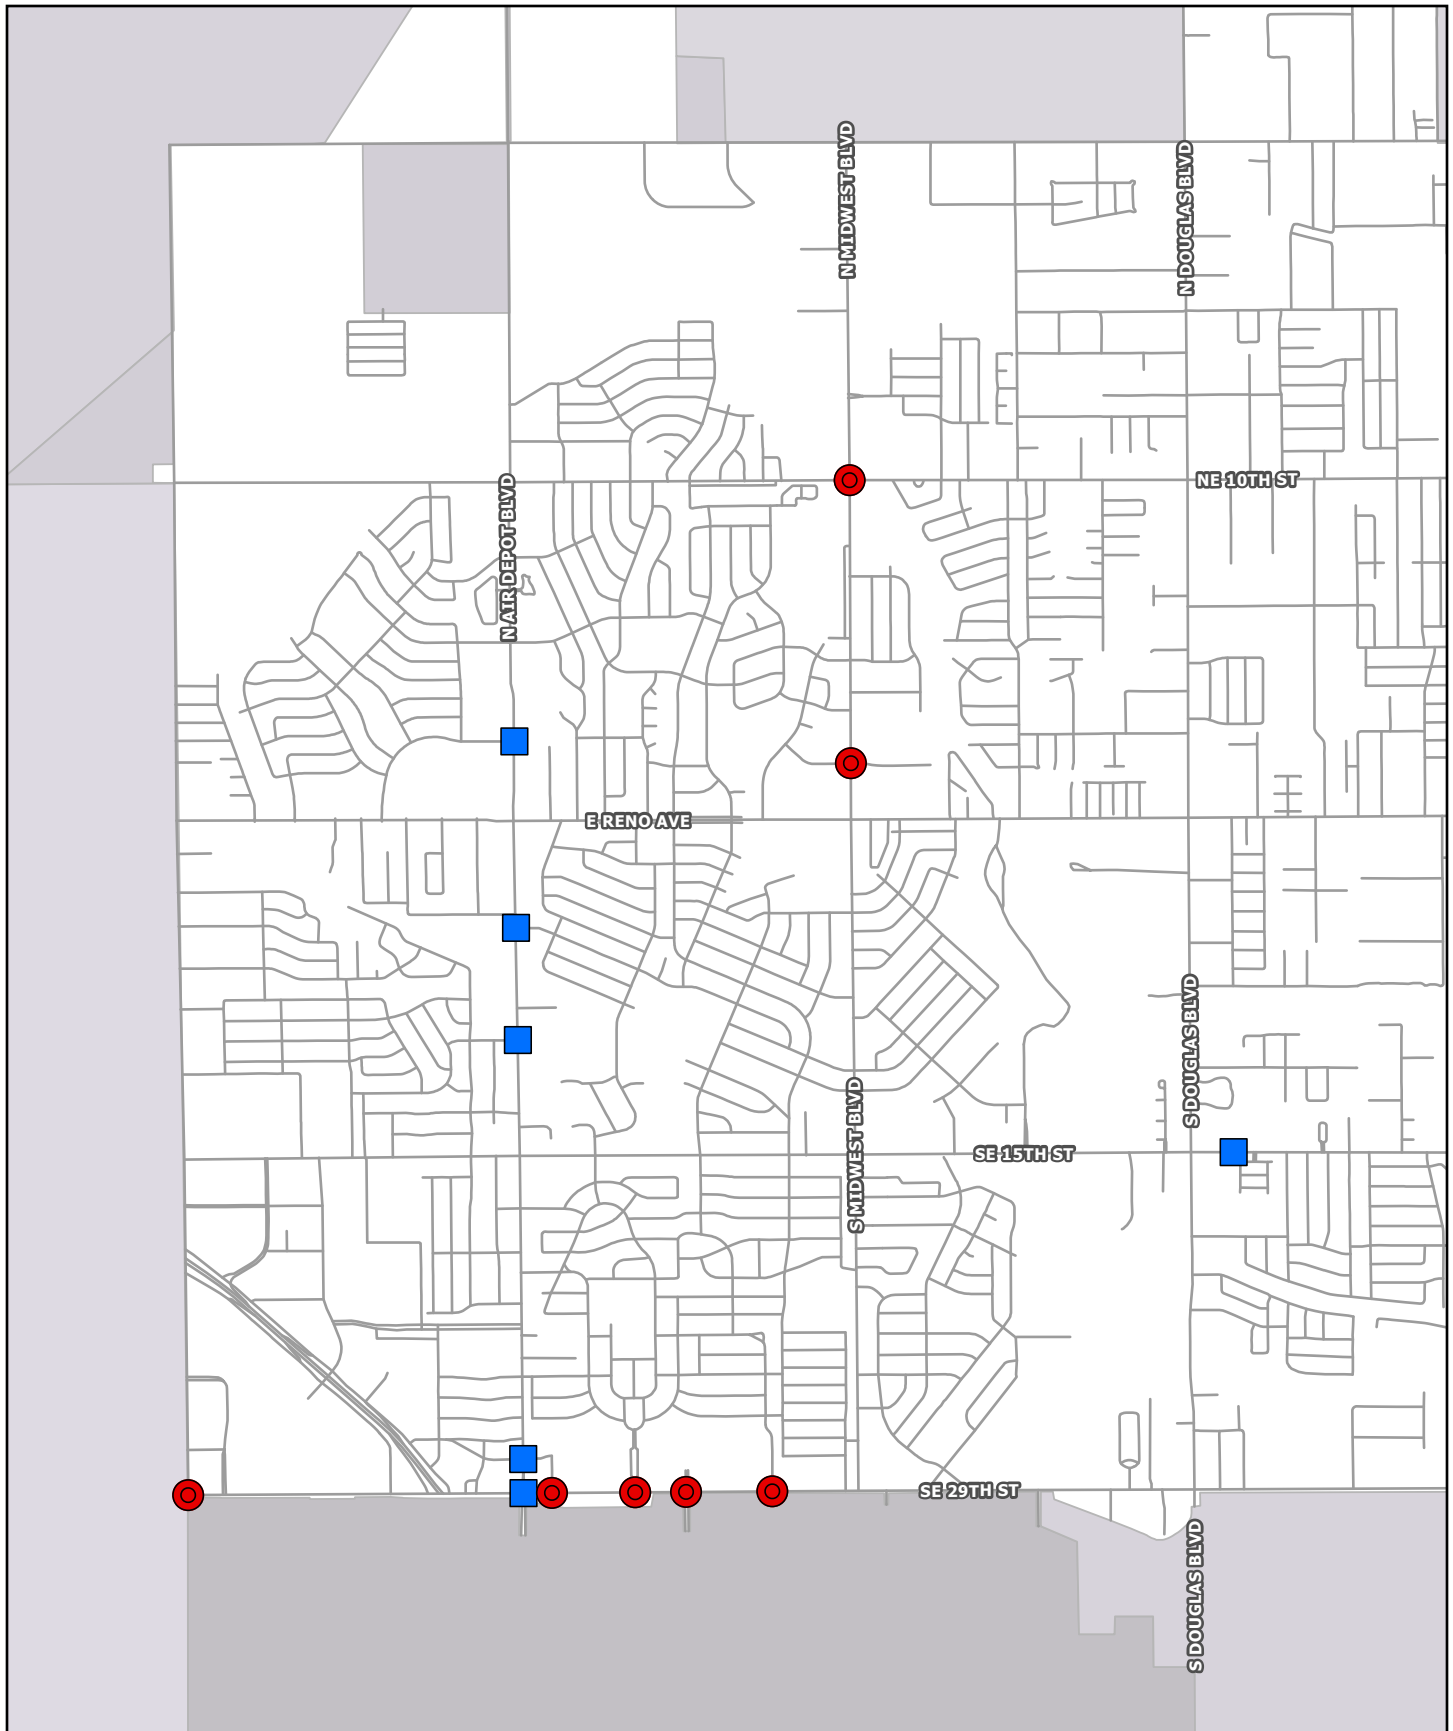 N MIDWEST BLVD
N DOUGLAS BLVD
NE 10TH ST
N AIR DEPOT BLVD
E RENO AVE
S DOUGLAS BLVD
S MIDWEST BLVD
SE 15TH ST
SE 29TH ST
S DOUGLAS BLVD